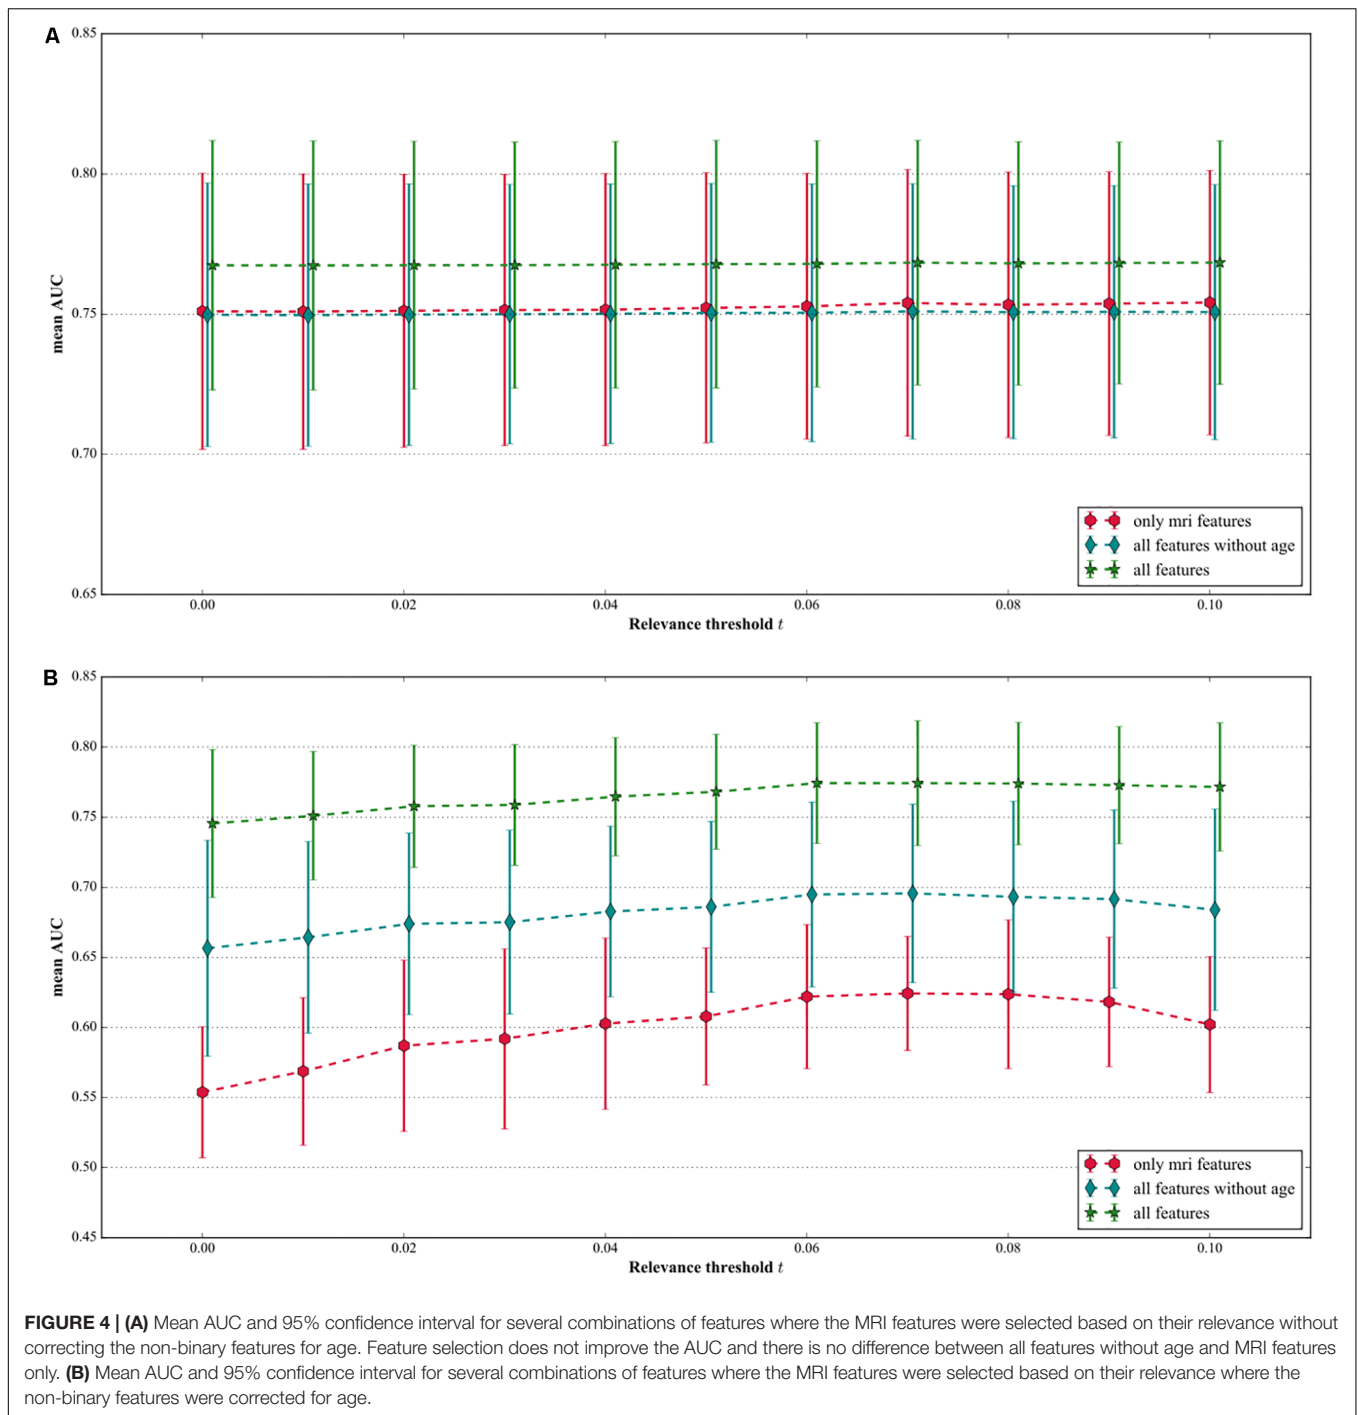 A
0.85
0.80
0.75
0.70
0.65
mean AUC
0.00 0.02 0.04 0.06 0.08 0.10
Relevance threshold t
only mri features
all features without age
all features
B
0.85
0.80
0.75
0.70
0.65
0.60
0.55
0.50
0.45
mean AUC
0.00 0.02 0.04 0.06 0.08 0.10
Relevance threshold t
only mri features
all features without age
all features
FIGURE 4 | (A) Mean AUC and 95% confidence interval for several combinations of features where the MRI features were selected based on their relevance without
correcting the non-binary features for age. Feature selection does not improve the AUC and there is no difference between all features without age and MRI features
only. (B) Mean AUC and 95% confidence interval for several combinations of features where the MRI features were selected based on their relevance where the
non-binary features were corrected for age.